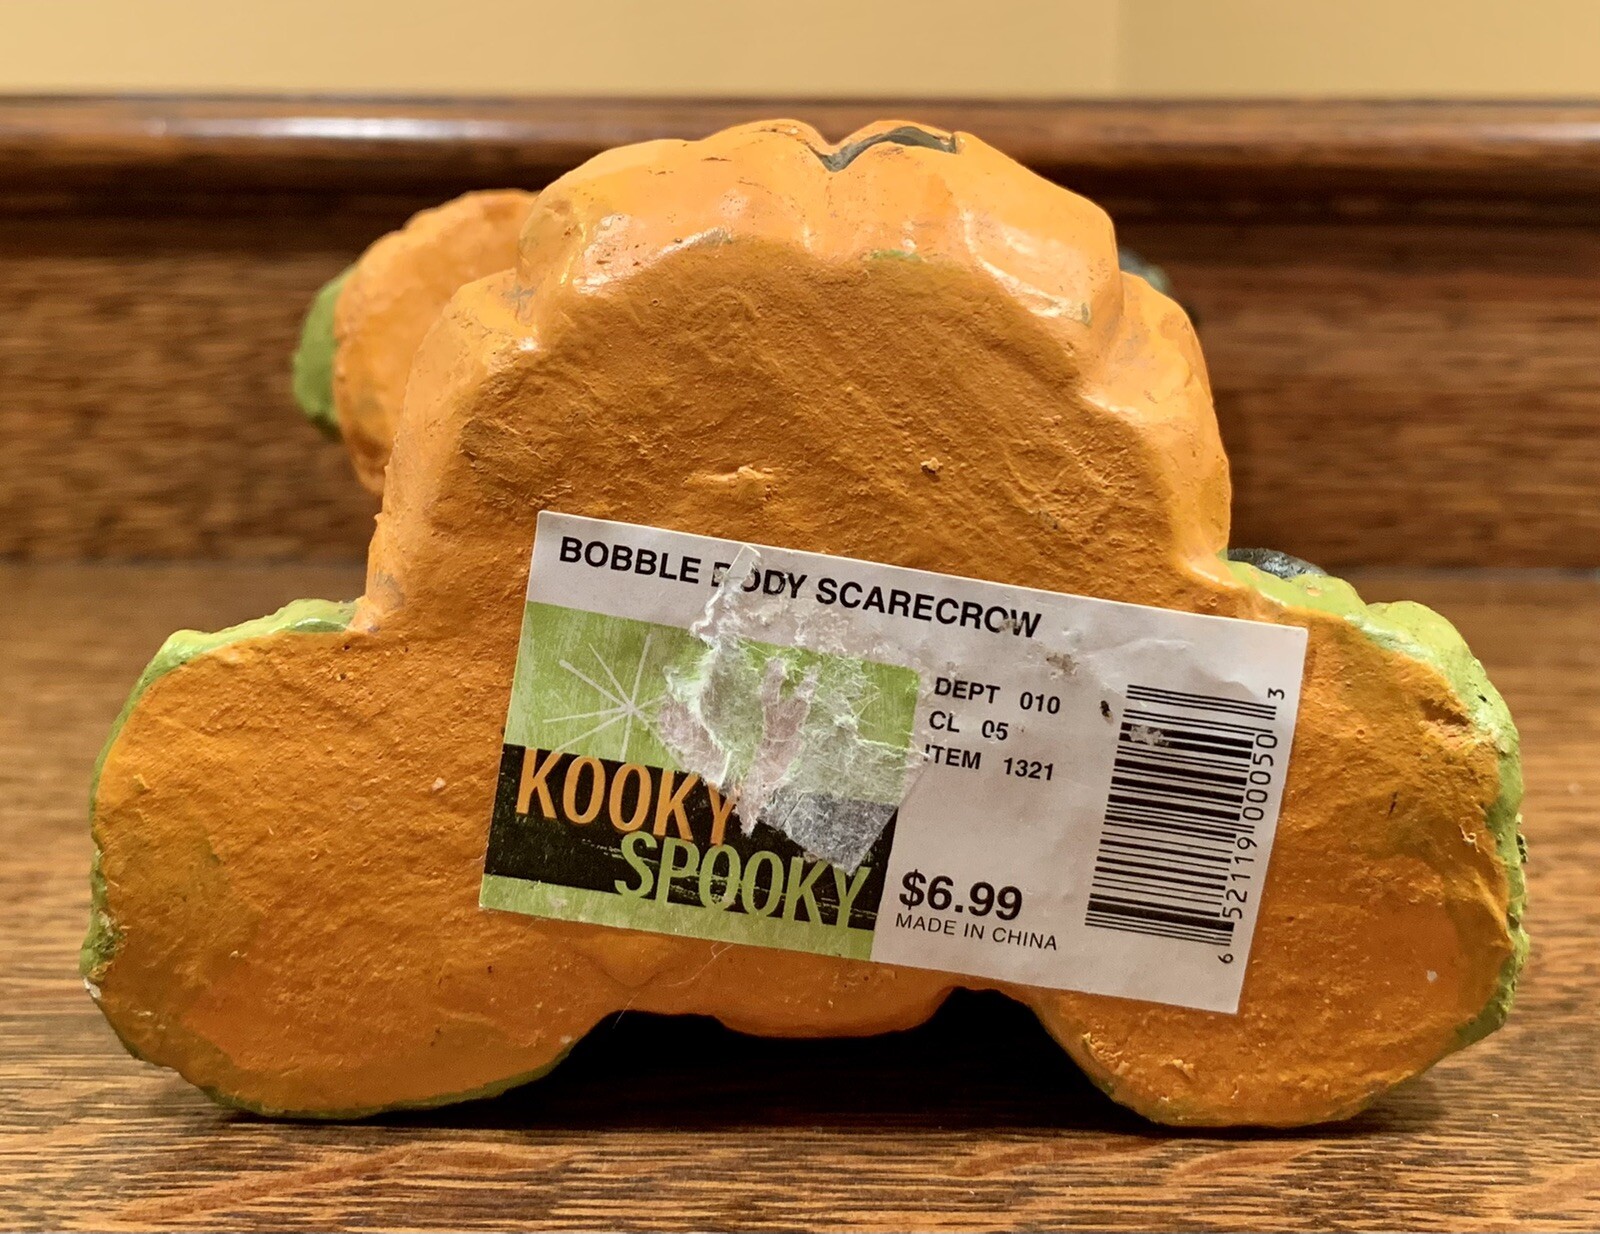 BOBBLE BODY SCARECROW
DEPT 010
CL 05
ITEM 1321
KOOKY
SPOOKY
$6.99
MADE IN CHINA
6 52119 00050 3